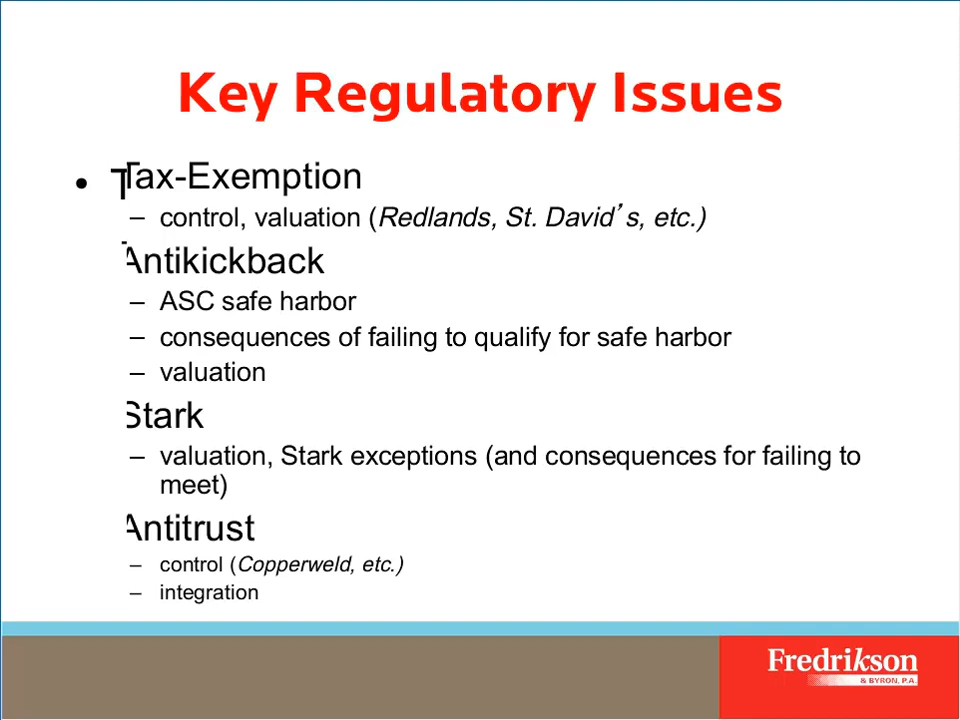 Key Regulatory Issues
• Tax-Exemption
– control, valuation (Redlands, St. David's, etc.)
Antikickback
– ASC safe harbor
– consequences of failing to qualify for safe harbor
– valuation
Stark
– valuation, Stark exceptions (and consequences for failing to
meet)
Antitrust
– control (Copperweld, etc.)
– integration
Fredrikson
& BYRON, P.A.